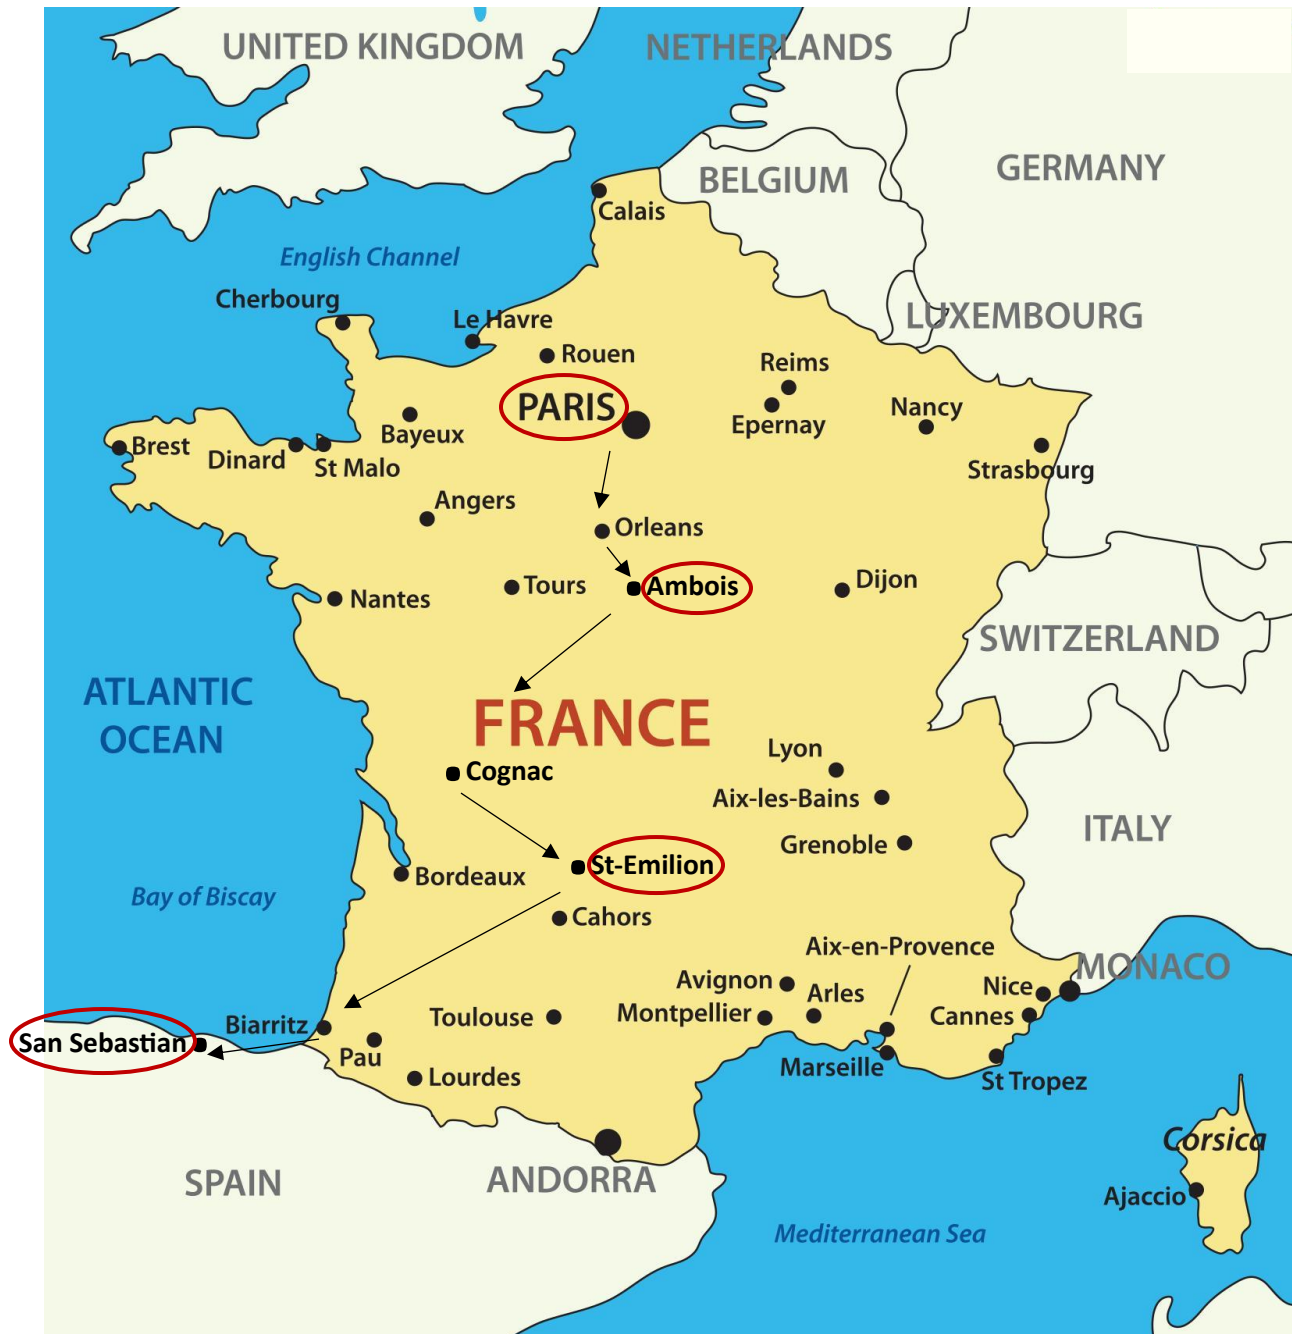 UNITED KINGDOM
NETHERLANDS
GERMANY
BELGIUM
Calais
English Channel
Cherbourg
Le Havre
LUXEMBOURG
Rouen
Reims
PARIS
Epernay
Nancy
Bayeux
Brest
Dinard
St Malo
Strasbourg
Angers
Orleans
Tours
Ambois
Dijon
Nantes
SWITZERLAND
ATLANTIC
OCEAN
FRANCE
Lyon
Cognac
Aix-les-Bains
ITALY
Grenoble
St-Emilion
Bordeaux
Bay of Biscay
Cahors
Aix-en-Provence
MONACO
Avignon
Arles
Nice
Montpellier
Cannes
Toulouse
Biarritz
San Sebastian
Pau
Marseille
Lourdes
St Tropez
Corsica
SPAIN
ANDORRA
Ajaccio
Mediterranean Sea